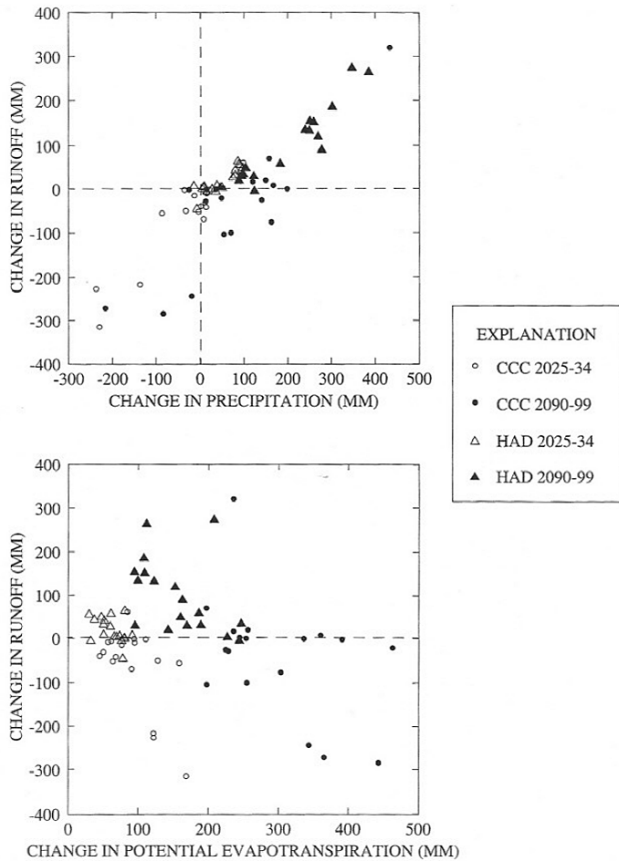 400
300
200
100
0
-100
-200
-300
-400
CHANGE IN RUNOFF (MM)
-300 -200 -100 0 100 200 300 400 500
CHANGE IN PRECIPITATION (MM)
EXPLANATION
CCC 2025-34
CCC 2090-99
HAD 2025-34
HAD 2090-99
400
300
200
100
0
-100
-200
-300
-400
CHANGE IN RUNOFF (MM)
0 100 200 300 400 500
CHANGE IN POTENTIAL EVAPOTRANSPIRATION (MM)